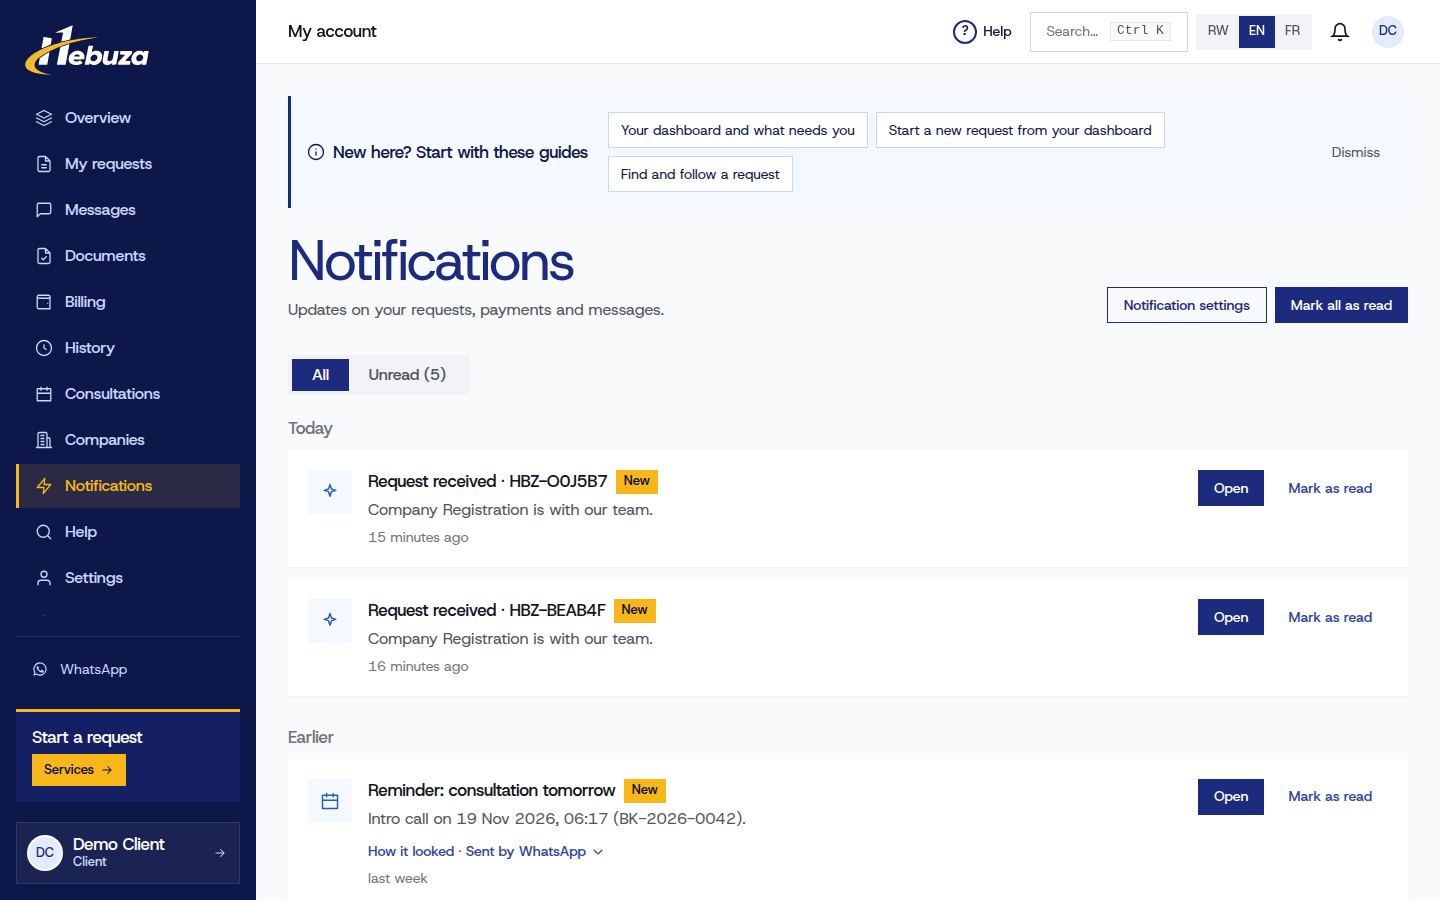 Hebuza
Overview
My requests
Messages
Documents
Billing
History
Consultations
Companies
Notifications
Help
Settings
WhatsApp
Start a request
Services
DC
Demo Client
Client
My account
? Help
Search... Ctrl K
RW EN FR
DC
New here? Start with these guides
Your dashboard and what needs you
Start a new request from your dashboard
Find and follow a request
Dismiss
Notifications
Updates on your requests, payments and messages.
Notification settings
Mark all as read
All
Unread (5)
Today
Request received · HBZ-O0J5B7 New
Company Registration is with our team.
15 minutes ago
Open
Mark as read
Request received · HBZ-BEAB4F New
Company Registration is with our team.
16 minutes ago
Open
Mark as read
Earlier
Reminder: consultation tomorrow New
Intro call on 19 Nov 2026, 06:17 (BK-2026-0042).
How it looked · Sent by WhatsApp
last week
Open
Mark as read